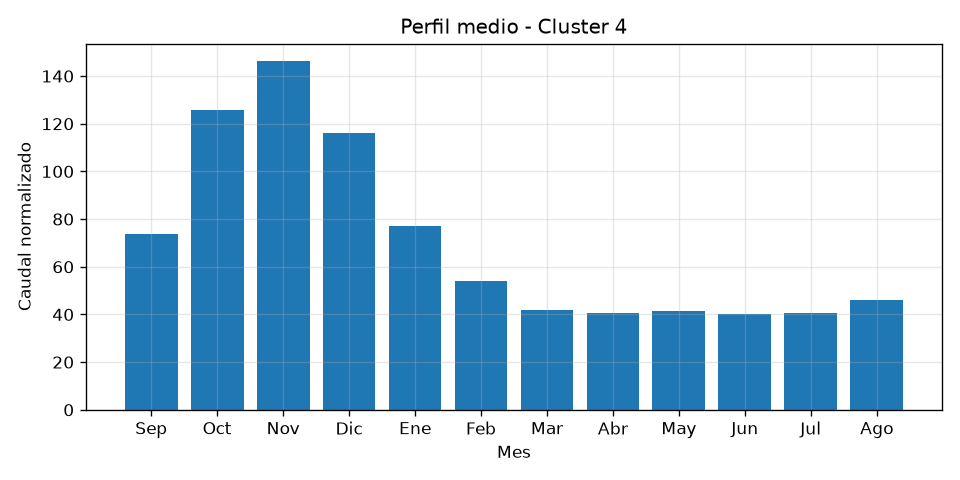 Perfil medio - Cluster 4
Caudal normalizado
140
120
100
80
60
40
20
0
Sep Oct Nov Dic Ene Feb Mar Abr May Jun Jul Ago
Mes